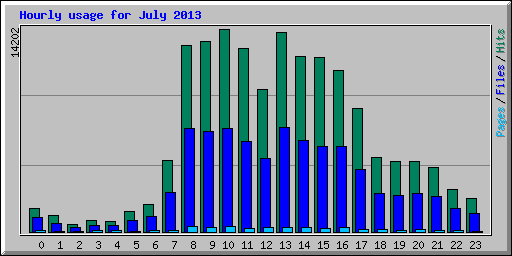 Hourly usage for July 2013
14202
Pages / Files / Hits
0 1 2 3 4 5 6 7 8 9 10 11 12 13 14 15 16 17 18 19 20 21 22 23